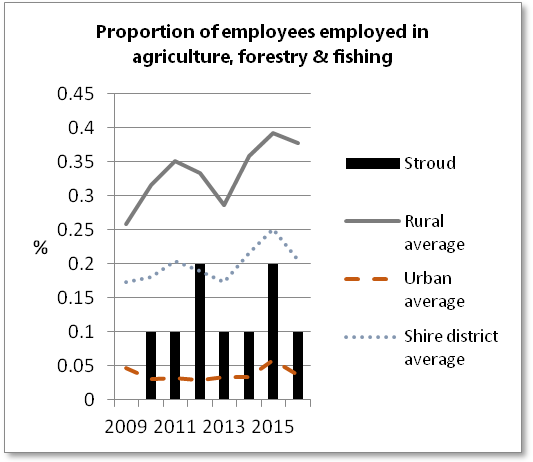 Proportion of employees employed in
agriculture, forestry & fishing
0.45
0.4
0.35
0.3
0.25
0.2
0.15
0.1
0.05
0
%
2009 2011 2013 2015
Stroud
Rural
average
Urban
average
Shire district
average